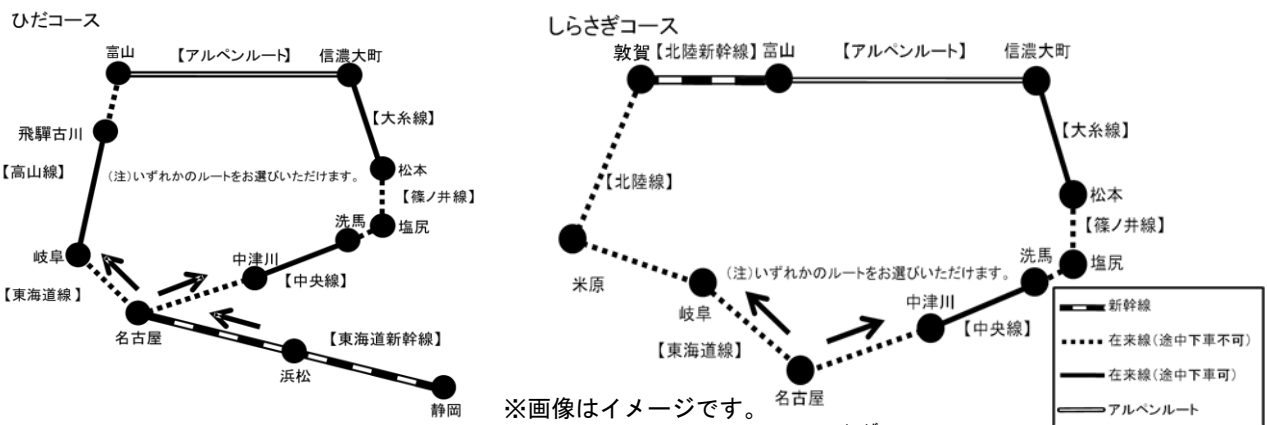 ひだコース
富山
【アルペンルート】
信濃大町
【大糸線】
飛騨古川
【高山線】
(注)いずれかのルートをお選びいただけます。
松本
【篠ノ井線】
洗馬
塩尻
岐阜
中津川
【中央線】
【東海道線】
名古屋
【東海道新幹線】
浜松
静岡
しらさぎコース
敦賀
【北陸新幹線】
富山
【アルペンルート】
信濃大町
【大糸線】
【北陸線】
松本
【篠ノ井線】
洗馬
塩尻
(注)いずれかのルートをお選びいただけます。
米原
岐阜
中津川
【中央線】
【東海道線】
名古屋
新幹線
在来線(途中下車不可)
在来線(途中下車可)
アルペンルート
※画像はイメージです。